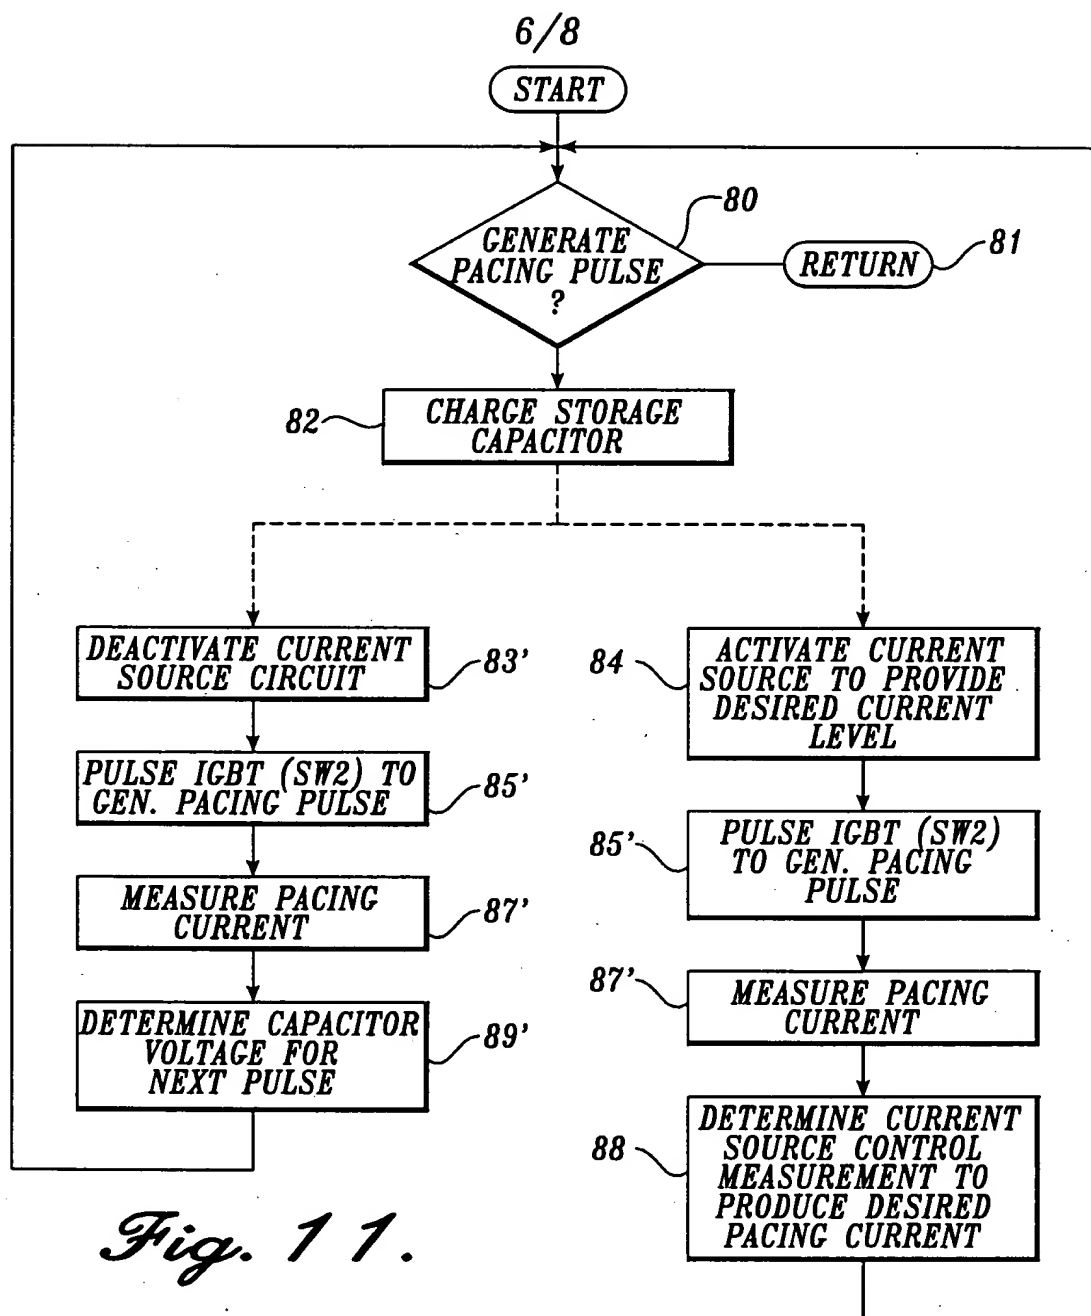 6/8
START
80
GENERATE
PACING PULSE
?
RETURN
81
82
CHARGE STORAGE
CAPACITOR
DEACTIVATE CURRENT
SOURCE CIRCUIT
83'
PULSE IGBT (SW2) TO
GEN. PACING PULSE
85'
MEASURE PACING
CURRENT
87'
DETERMINE CAPACITOR
VOLTAGE FOR
NEXT PULSE
89'
84
ACTIVATE CURRENT
SOURCE TO PROVIDE
DESIRED CURRENT
LEVEL
85'
PULSE IGBT (SW2)
TO GEN. PACING
PULSE
87'
MEASURE PACING
CURRENT
88
DETERMINE CURRENT
SOURCE CONTROL
MEASUREMENT TO
PRODUCE DESIRED
PACING CURRENT
Fig. 11.